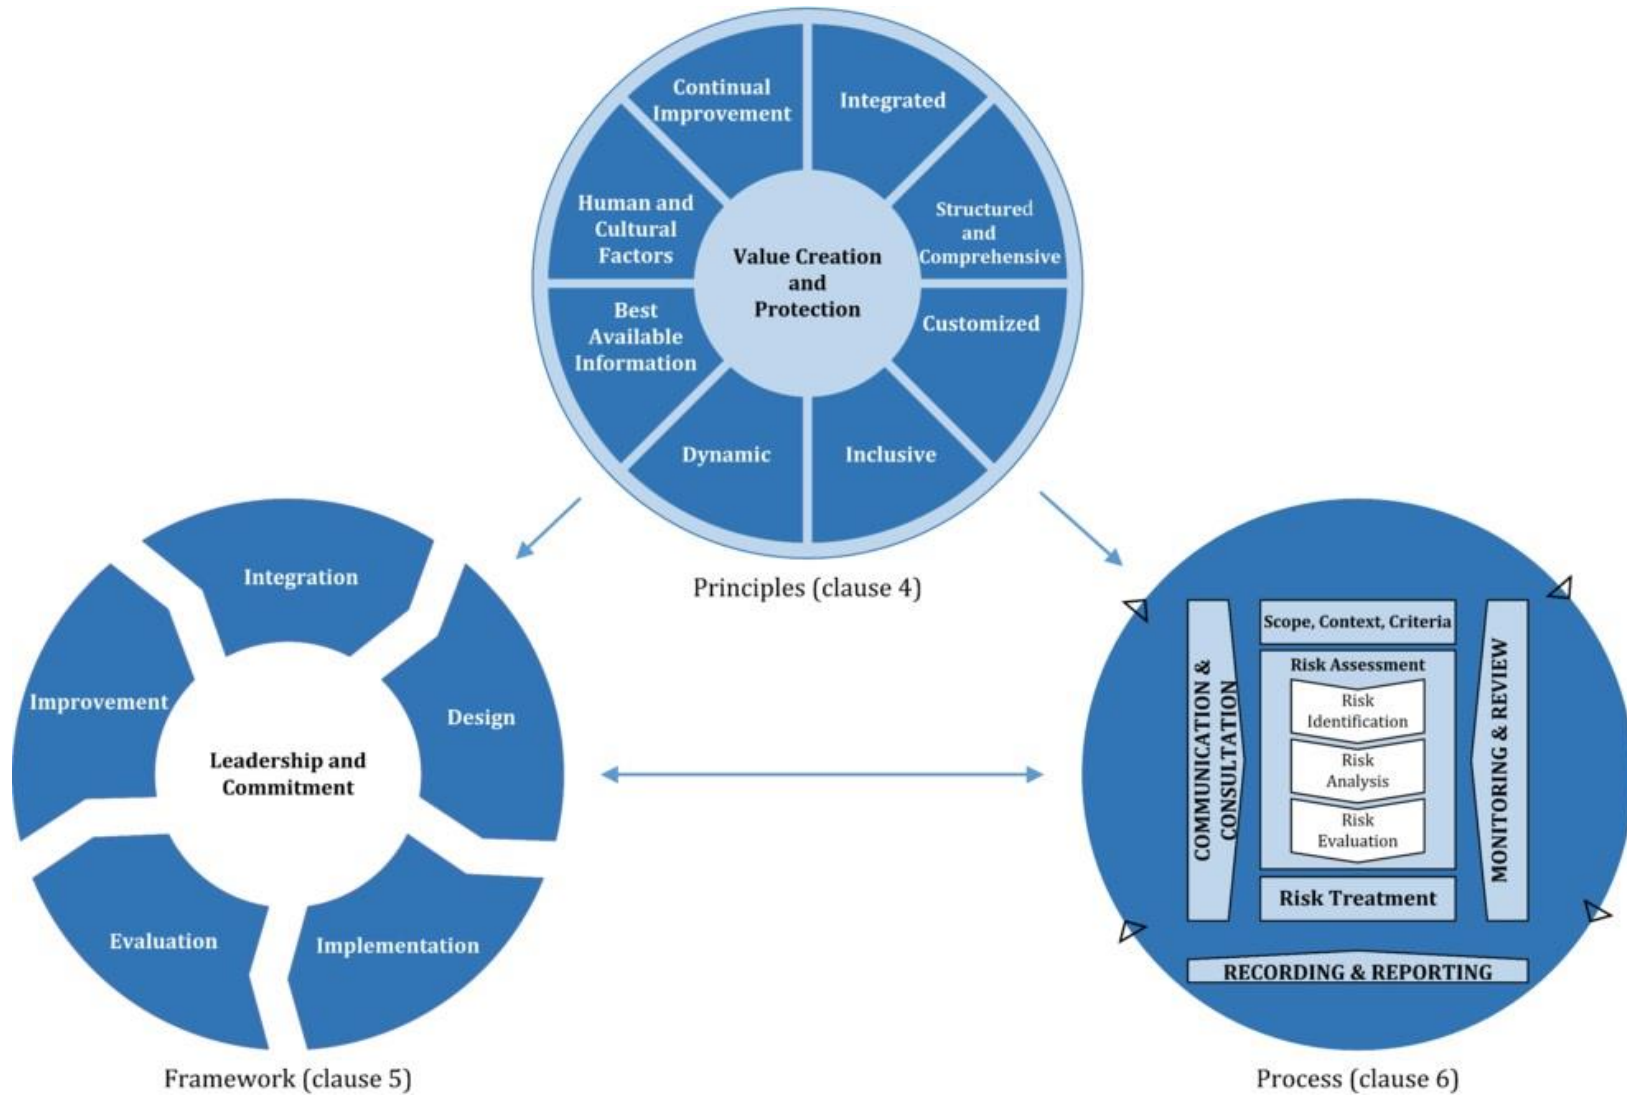 Continual
Improvement
Integrated
Human and
Cultural
Factors
Structured
and
Comprehensive
Value Creation
and
Protection
Best
Available
Information
Customized
Dynamic
Inclusive
Principles (clause 4)
Integration
Improvement
Design
Leadership and
Commitment
Evaluation
Implementation
Framework (clause 5)
Scope, Context, Criteria
Risk Assessment
Risk
Identification
Risk
Analysis
Risk
Evaluation
Risk Treatment
COMMUNICATION &
CONSULTATION
MONITORING & REVIEW
RECORDING & REPORTING
Process (clause 6)